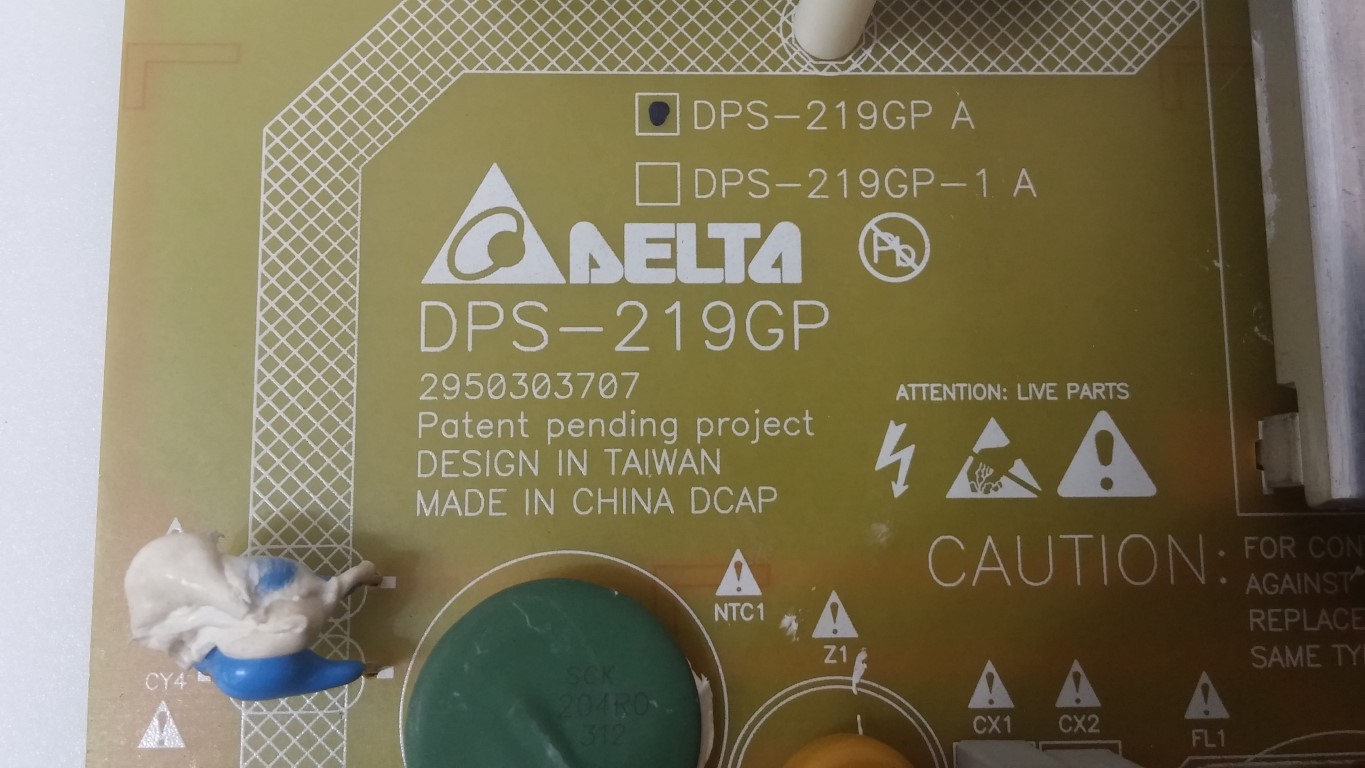 DPS-219GP A
DPS-219GP-1 A
DELTA
Pb
DPS-219GP
2950303707
Patent pending project
DESIGN IN TAIWAN
MADE IN CHINA DCAP
ATTENTION: LIVE PARTS
CAUTION:
FOR CON
AGAINST
REPLACE
SAME TY
NTC1
Z1
CY4
SCK
204R0
312
CX1
CX2
FL1